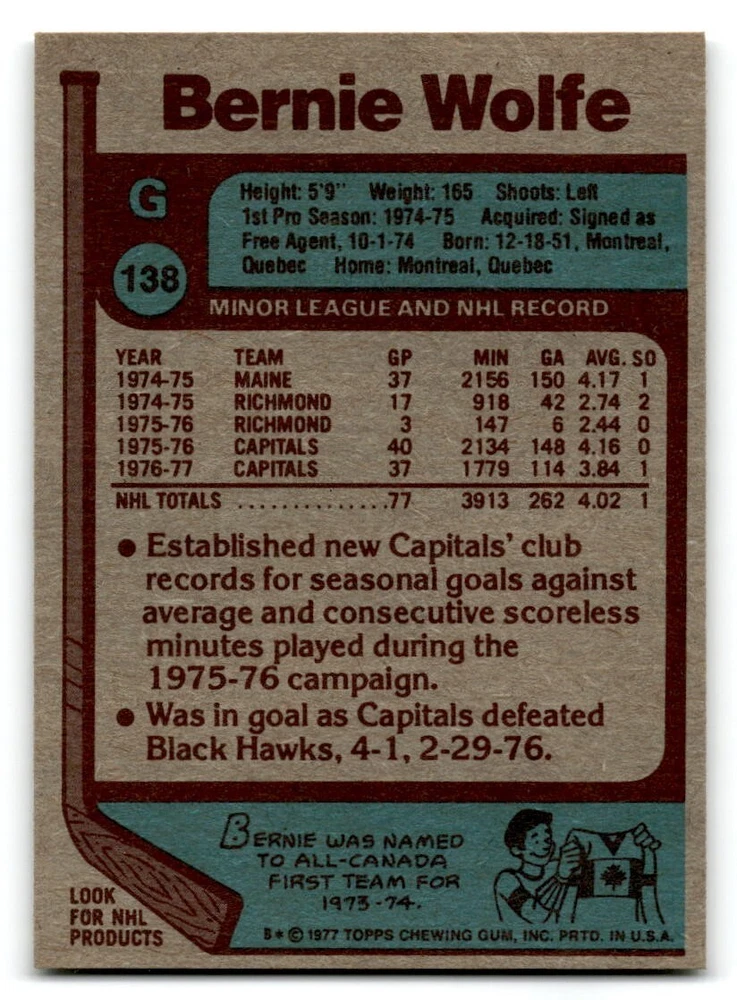 Bernie Wolfe
G
138
Height: 5'9" Weight: 165 Shoots: Left
1st Pro Season: 1974-75 Acquired: Signed as
Free Agent, 10-1-74 Born: 12-18-51, Montreal,
Quebec Home: Montreal, Quebec
MINOR LEAGUE AND NHL RECORD
YEAR TEAM GP MIN GA AVG. SO
1974-75 MAINE 37 2156 150 4.17 1
1974-75 RICHMOND 17 918 42 2.74 2
1975-76 RICHMOND 3 147 6 2.44 0
1975-76 CAPITALS 40 2134 148 4.16 0
1976-77 CAPITALS 37 1779 114 3.84 1
NHL TOTALS ..............77 3913 262 4.02 1
● Established new Capitals' club
records for seasonal goals against
average and consecutive scoreless
minutes played during the
1975-76 campaign.
● Was in goal as Capitals defeated
Black Hawks, 4-1, 2-29-76.
BERNIE WAS NAMED
TO ALL-CANADA
FIRST TEAM FOR
1973-74.
LOOK
FOR NHL
PRODUCTS
B* © 1977 TOPPS CHEWING GUM, INC. PRTD. IN U.S.A.